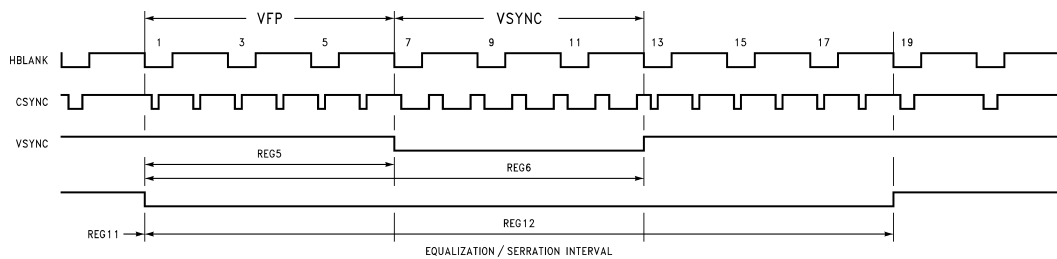 VFP VSYNC
1 3 5 7 9 11 13 15 17 19
HBLANK
CSYNC
VSYNC
REG5
REG6
REG12
REG11
EQUALIZATION / SERRATION INTERVAL